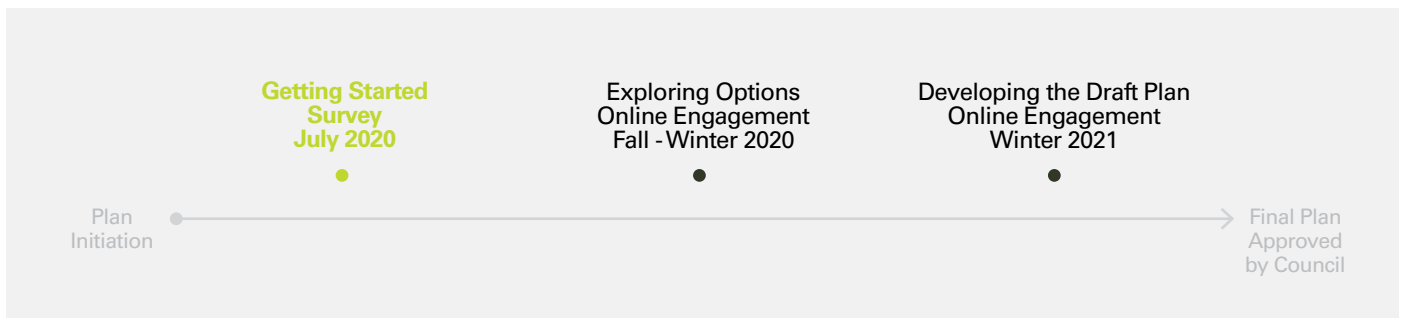 Getting Started
Survey
July 2020
Exploring Options
Online Engagement
Fall - Winter 2020
Developing the Draft Plan
Online Engagement
Winter 2021
Plan
Initiation
Final Plan
Approved
by Council